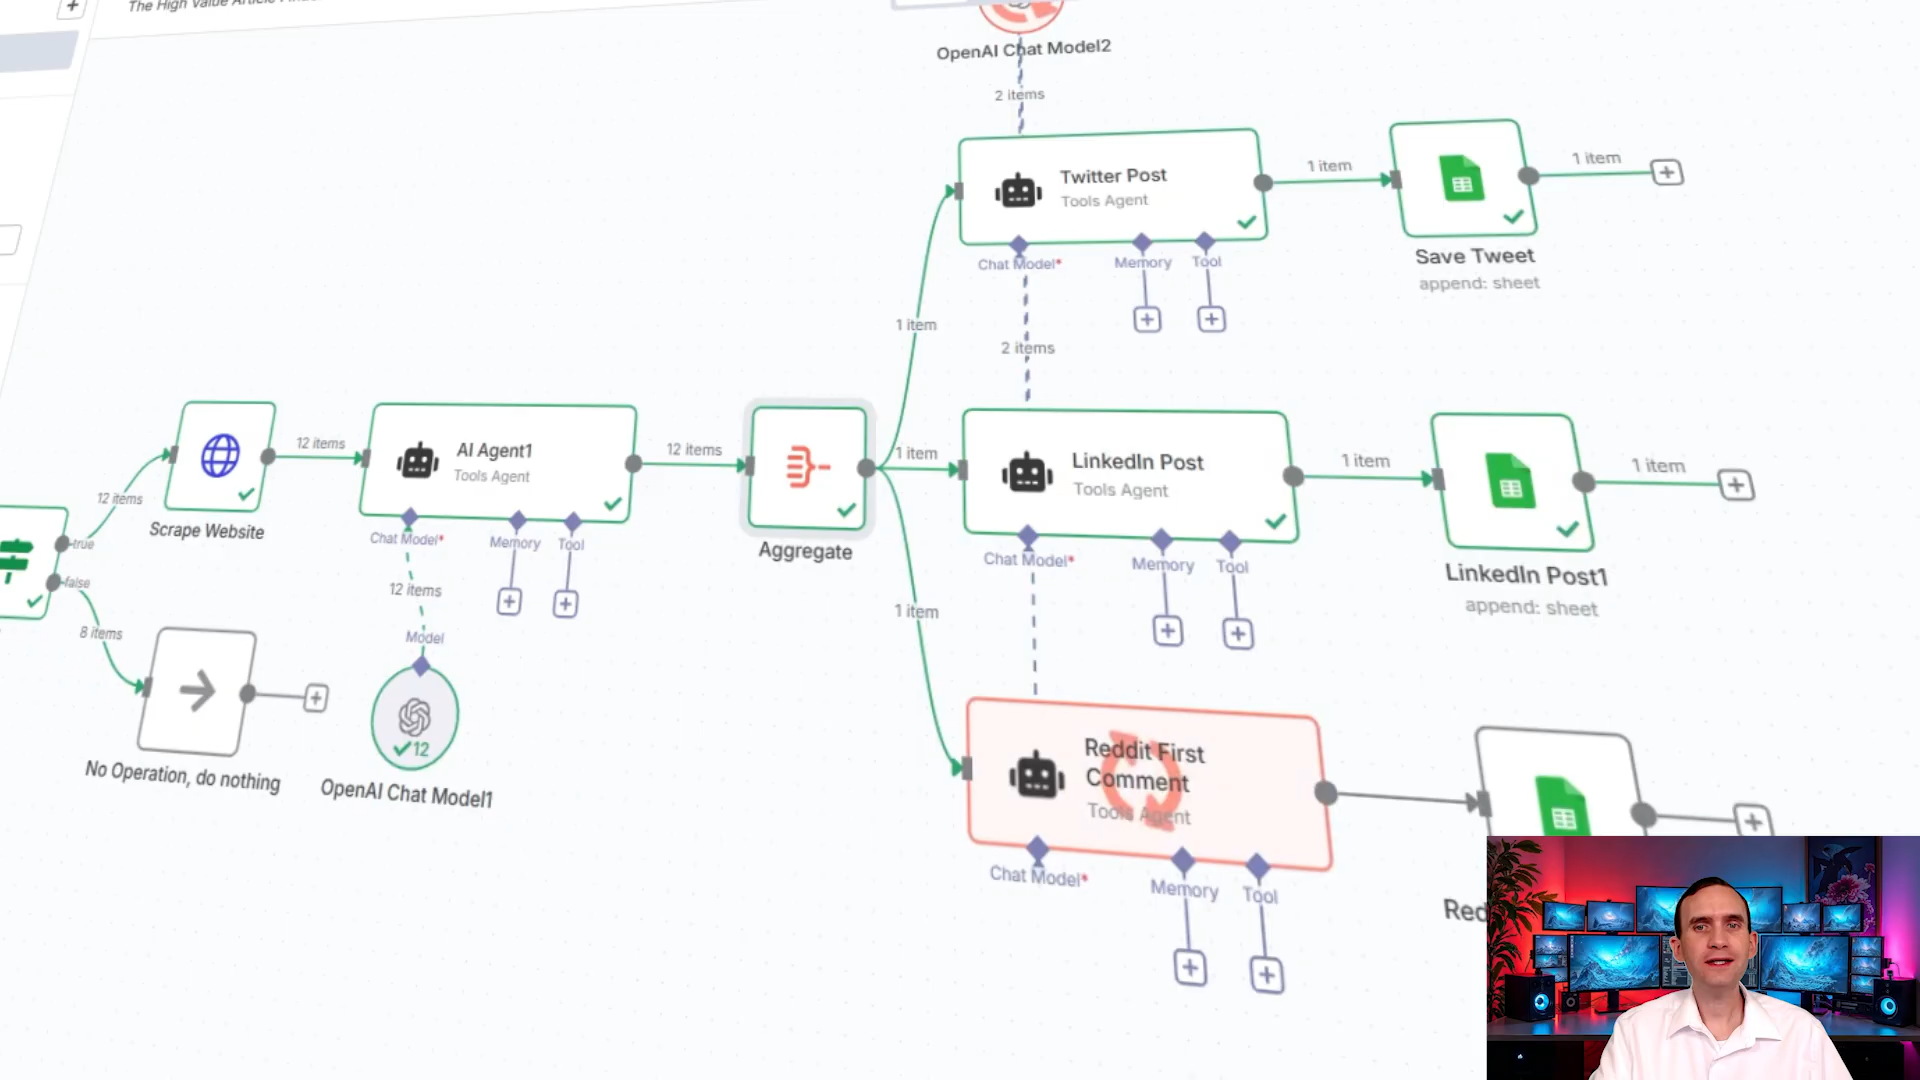 The High Value Article
OpenAI Chat Model2
2 items
Twitter Post
Tools Agent
1 item
1 item
Save Tweet
append: sheet
Chat Model*
Memory
Tool
1 item
2 items
12 items
Scrape Website
12 items
AI Agent1
Tools Agent
Chat Model*
Memory
Tool
12 items
Model
12
OpenAI Chat Model1
true
false
8 items
No Operation, do nothing
12 items
Aggregate
1 item
LinkedIn Post
Tools Agent
1 item
1 item
LinkedIn Post1
append: sheet
Chat Model*
Memory
Tool
1 item
Reddit First
Comment
Tools Agent
Chat Model*
Memory
Tool